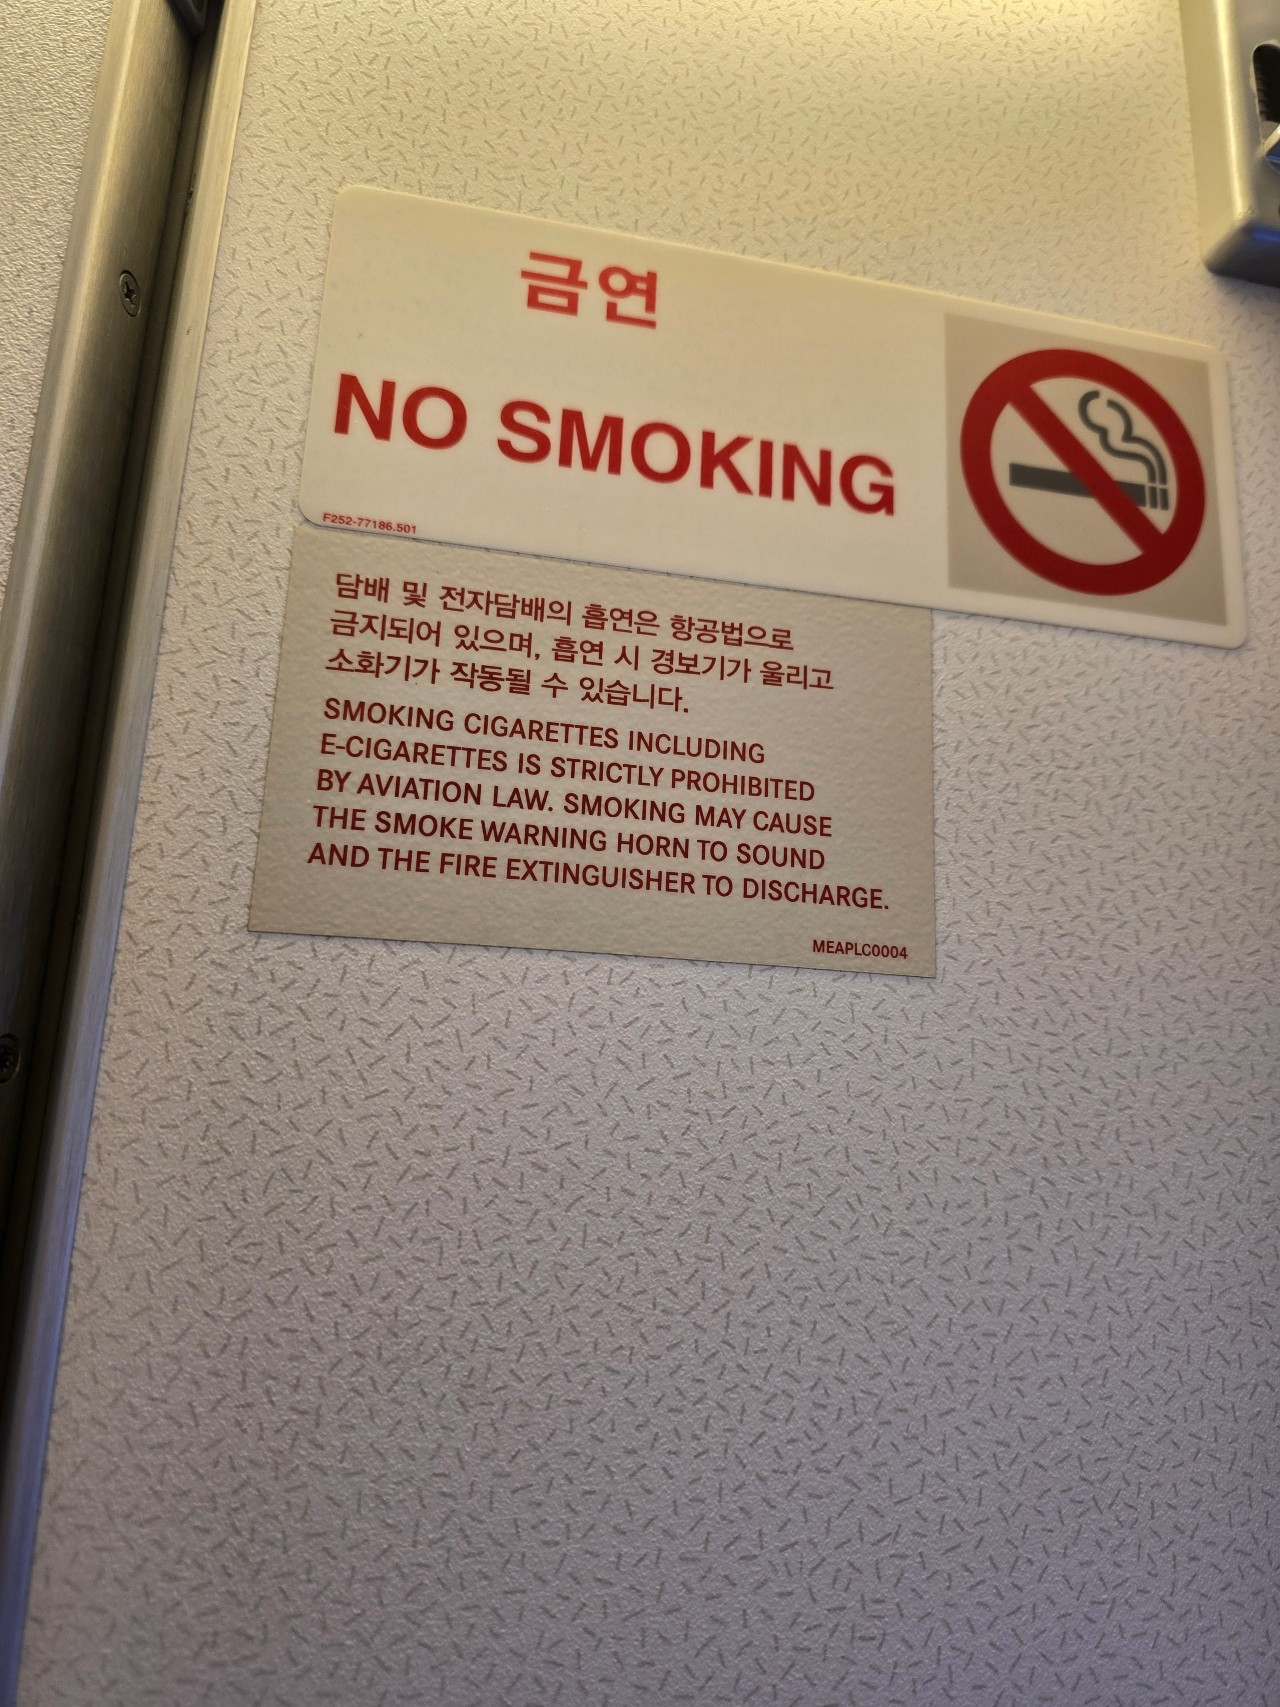 금연
NO SMOKING
F252-77186.501
담배 및 전자담배의 흡연은 항공법으로
금지되어 있으며, 흡연 시 경보기가 울리고
소화기가 작동될 수 있습니다.
SMOKING CIGARETTES INCLUDING
E-CIGARETTES IS STRICTLY PROHIBITED
BY AVIATION LAW. SMOKING MAY CAUSE
THE SMOKE WARNING HORN TO SOUND
AND THE FIRE EXTINGUISHER TO DISCHARGE.
MEAPLC0004